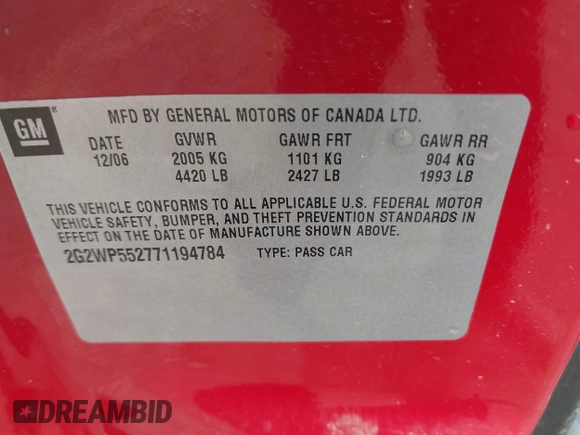 GM
MFD BY GENERAL MOTORS OF CANADA LTD.
DATE GVWR GAWR FRT GAWR RR
12/06 2005 KG 1101 KG 904 KG
4420 LB 2427 LB 1993 LB
THIS VEHICLE CONFORMS TO ALL APPLICABLE U.S. FEDERAL MOTOR
VEHICLE SAFETY, BUMPER, AND THEFT PREVENTION STANDARDS IN
EFFECT ON THE DATE OF MANUFACTURE SHOWN ABOVE.
2G2WP552771194784 TYPE: PASS CAR
DREAMBID